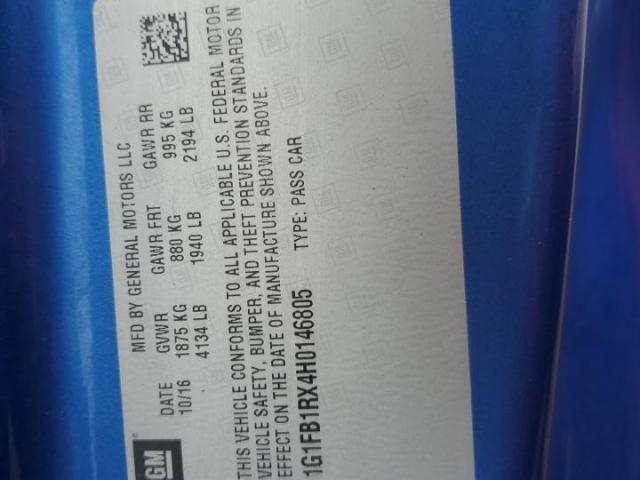 GM
MFD BY GENERAL MOTORS LLC
DATE GVWR GAWR FRT GAWR RR
10/16 1875 KG 880 KG 995 KG
4134 LB 1940 LB 2194 LB
THIS VEHICLE CONFORMS TO ALL APPLICABLE U.S. FEDERAL MOTOR
VEHICLE SAFETY, BUMPER, AND THEFT PREVENTION STANDARDS IN
EFFECT ON THE DATE OF MANUFACTURE SHOWN ABOVE.
1G1FB1RX4H0146805 TYPE: PASS CAR